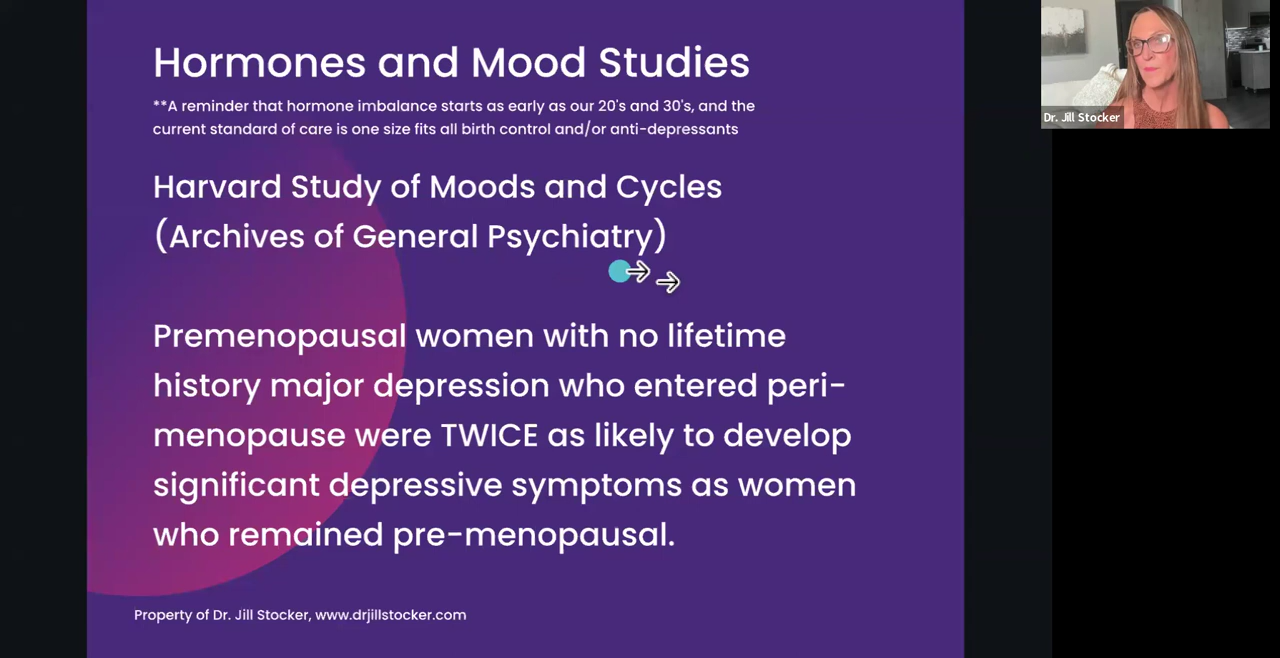 Hormones and Mood Studies
**A reminder that hormone imbalance starts as early as our 20's and 30's, and the
current standard of care is one size fits all birth control and/or anti-depressants
Harvard Study of Moods and Cycles
(Archives of General Psychiatry)
Premenopausal women with no lifetime
history major depression who entered peri-
menopause were TWICE as likely to develop
significant depressive symptoms as women
who remained pre-menopausal.
Property of Dr. Jill Stocker, www.drjillstocker.com
Dr. Jill Stocker